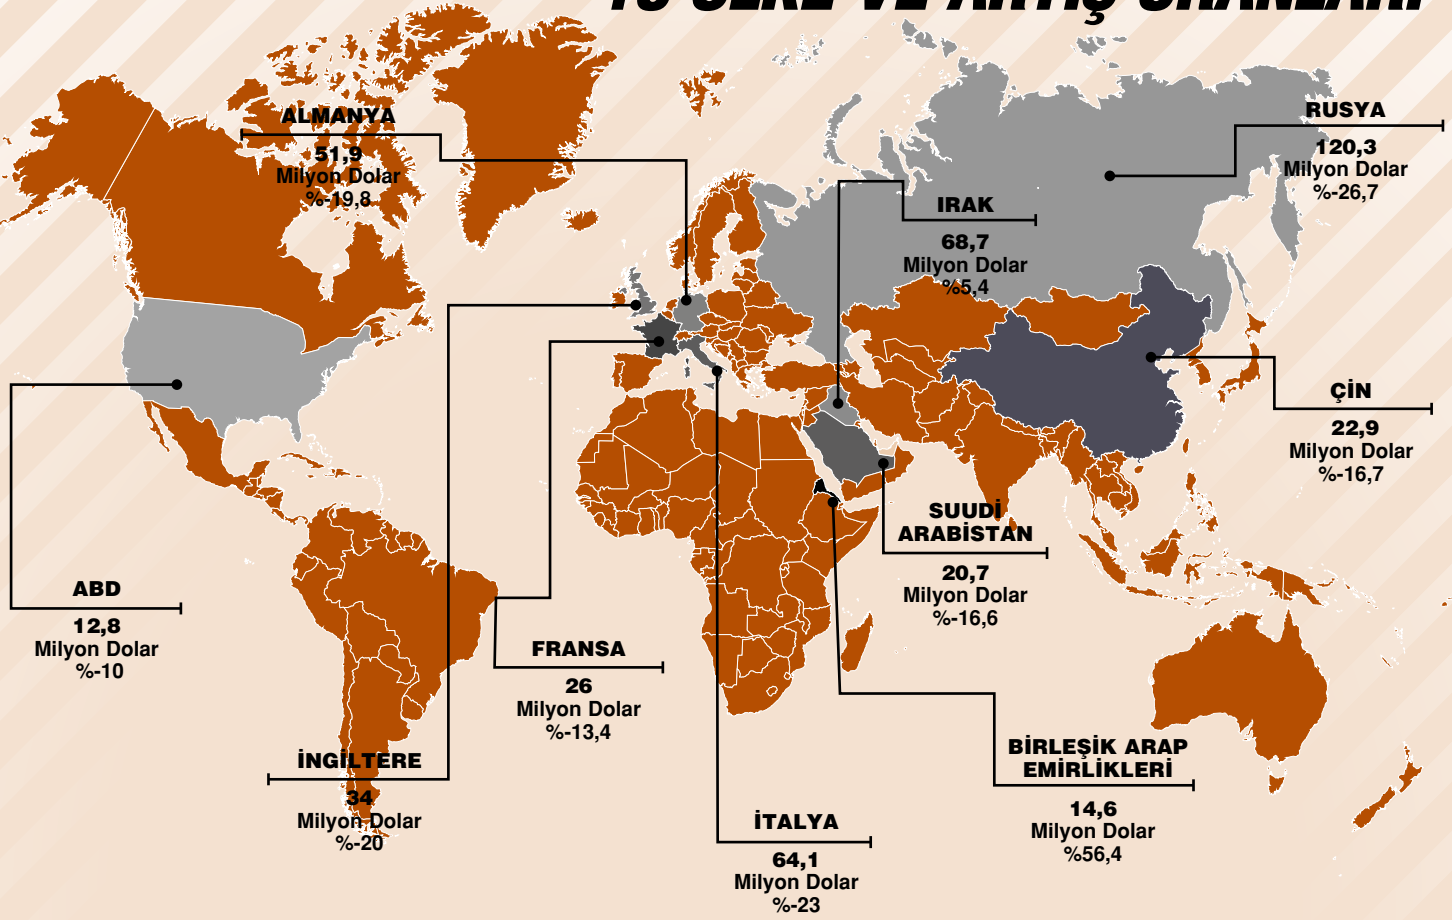 ALMANYA
51,9
Milyon Dolar
%-19,8
RUSYA
120,3
Milyon Dolar
%-26,7
IRAK
68,7
Milyon Dolar
%5,4
ÇİN
22,9
Milyon Dolar
%-16,7
SUUDİ
ARABİSTAN
20,7
Milyon Dolar
%-16,6
ABD
12,8
Milyon Dolar
%-10
FRANSA
26
Milyon Dolar
%-13,4
İNGİLTERE
34
Milyon Dolar
%-20
BİRLEŞİK ARAP
EMİRLİKLERİ
14,6
Milyon Dolar
%56,4
İTALYA
64,1
Milyon Dolar
%-23